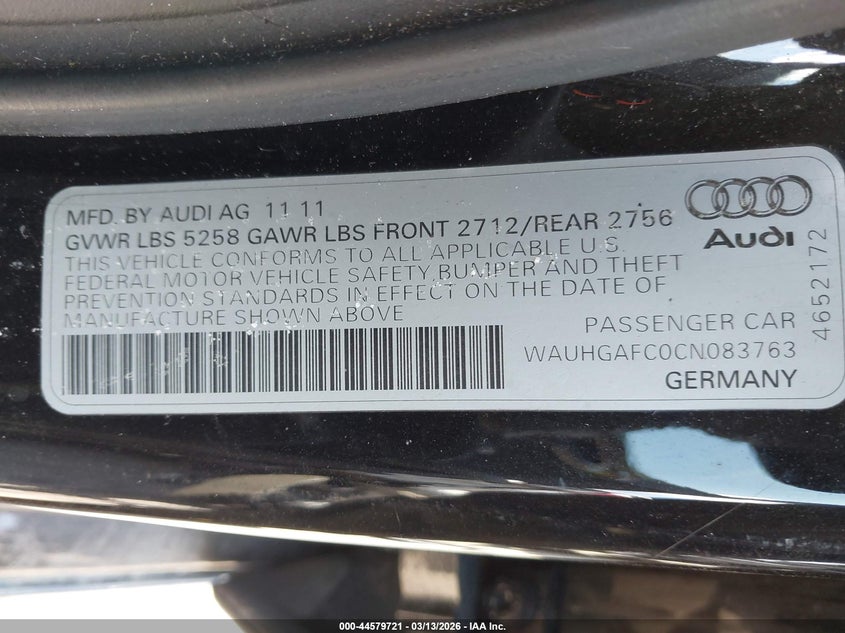 MFD. BY AUDI AG 11 11
GVWR LBS 5258 GAWR LBS FRONT 2712/REAR 2756
THIS VEHICLE CONFORMS TO ALL APPLICABLE U.S.
FEDERAL MOTOR VEHICLE SAFETY, BUMPER AND THEFT
PREVENTION STANDARDS IN EFFECT ON THE DATE OF
MANUFACTURE SHOWN ABOVE
Audi
4652172
PASSENGER CAR
WAUHGAFC0CN083763
GERMANY
000-44579721 - 03/13/2026 - IAA Inc.